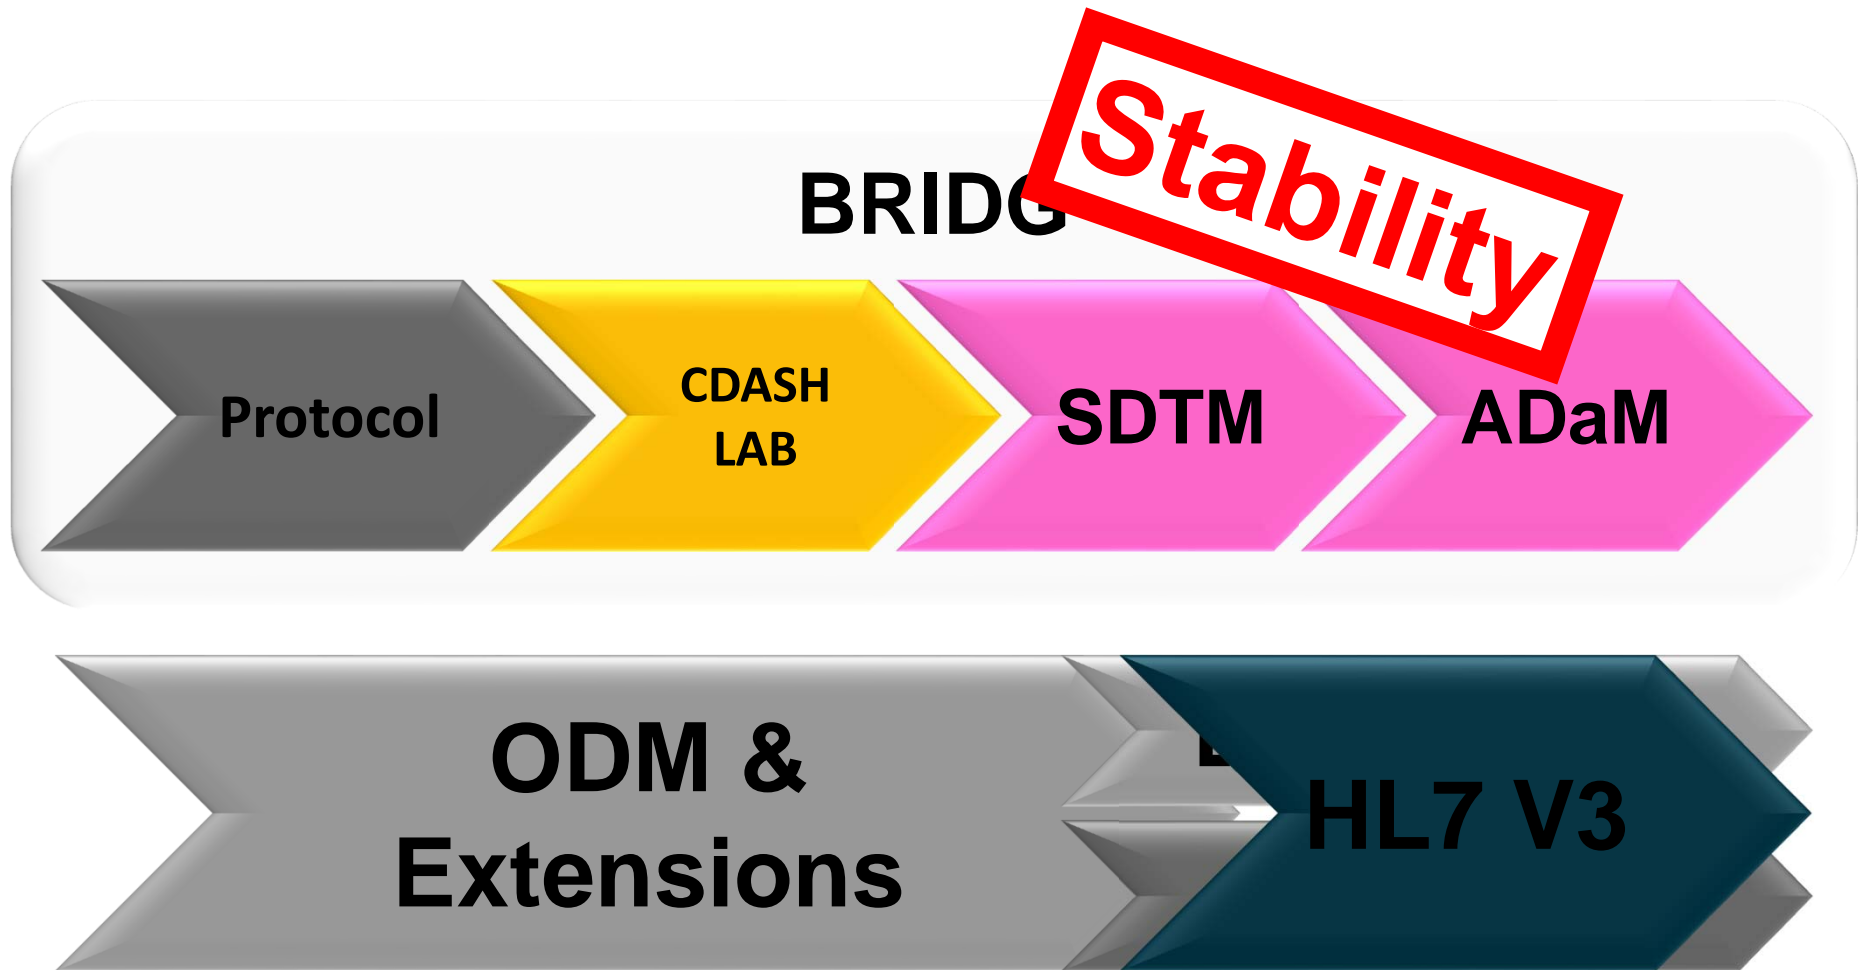 BRIDG
Stability
Protocol
CDASH
LAB
SDTM
ADaM
ODM &
Extensions
HL7 V3